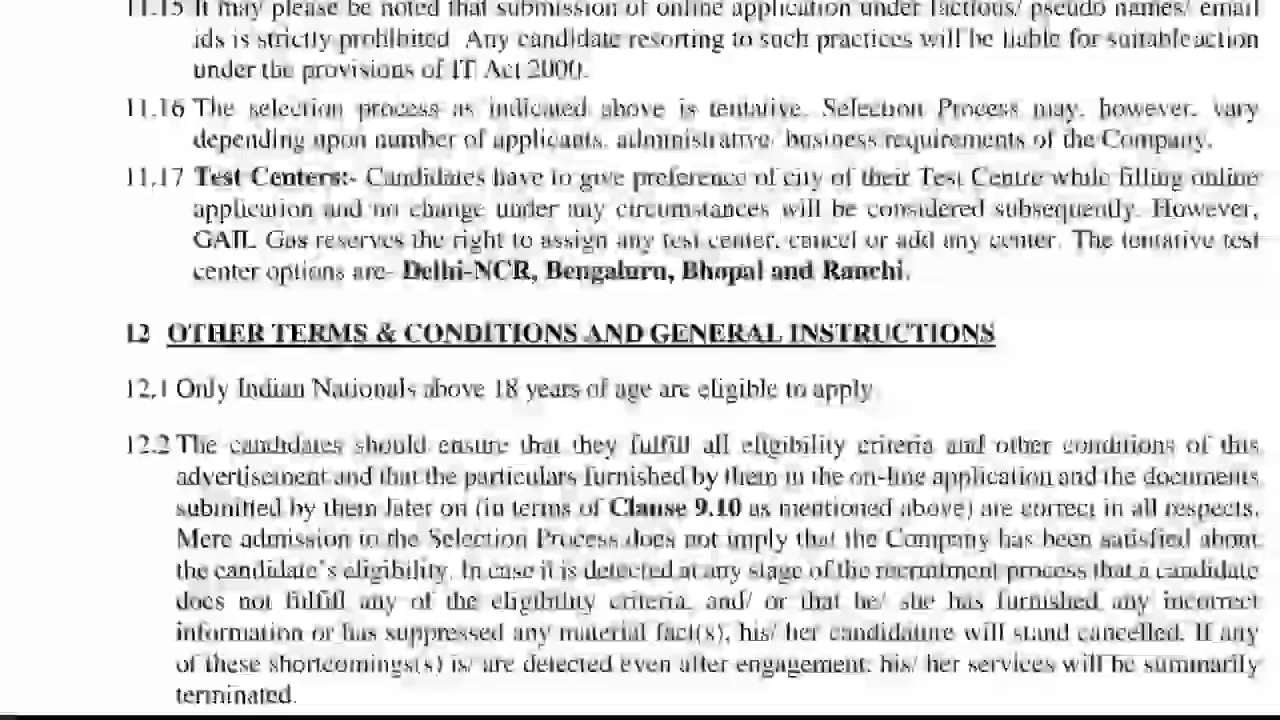 11.15 It may please be noted that submission of online application under factious/ pseudo names/ email
ids is strictly prohibited. Any candidate resorting to such practices will be liable for suitable action
under the provisions of IT Act 2000.
11.16 The selection process as indicated above is tentative. Selection Process may, however, vary
depending upon number of applicants, administrative/ business requirements of the Company.
11.17 Test Centers:- Candidates have to give preference of city of their Test Centre while filling online
application and no change under any circumstances will be considered subsequently. However,
GAIL Gas reserves the right to assign any test center, cancel or add any center. The tentative test
center options are- Delhi-NCR, Bengaluru, Bhopal and Ranchi.
12 OTHER TERMS & CONDITIONS AND GENERAL INSTRUCTIONS
12.1 Only Indian Nationals above 18 years of age are eligible to apply.
12.2 The candidates should ensure that they fulfill all eligibility criteria and other conditions of this
advertisement and that the particulars furnished by them in the on-line application and the documents
submitted by them later on (in terms of Clause 9.10 as mentioned above) are correct in all respects.
Mere admission to the Selection Process does not imply that the Company has been satisfied about
the candidate's eligibility. In case it is detected at any stage of the recruitment process that a candidate
does not fulfill any of the eligibility criteria, and/ or that he/ she has furnished any incorrect
information or has suppressed any material fact(s), his/ her candidature will stand cancelled. If any
of these shortcomings(s) is/ are detected even after engagement, his/ her services will be summarily
terminated.